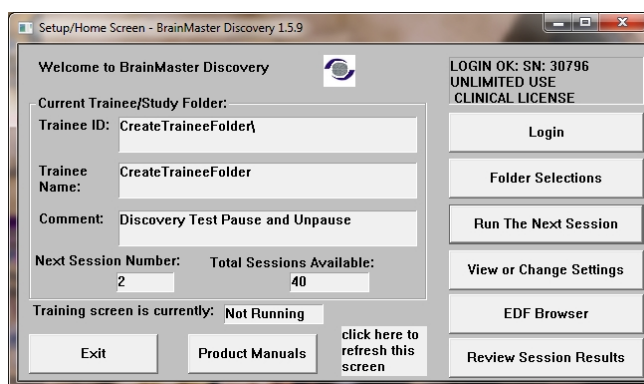 Setup/Home Screen - BrainMaster Discovery 1.5.9
Welcome to BrainMaster Discovery
LOGIN OK: SN: 30796
UNLIMITED USE
CLINICAL LICENSE
Current Trainee/Study Folder:
Trainee ID:
CreateTraineeFolder\
Trainee
Name:
CreateTraineeFolder
Comment:
Discovery Test Pause and Unpause
Next Session Number:
2
Total Sessions Available:
40
Training screen is currently:
Not Running
Exit
Product Manuals
click here to
refresh this
screen
Login
Folder Selections
Run The Next Session
View or Change Settings
EDF Browser
Review Session Results